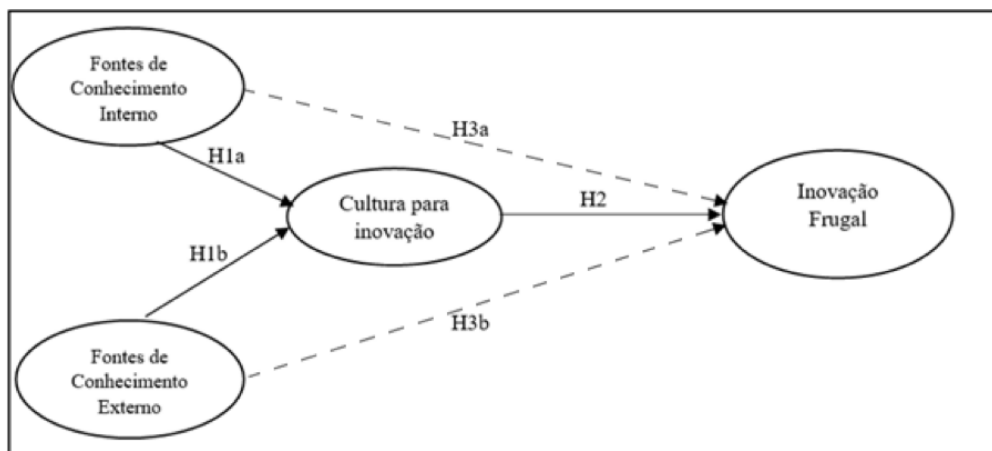 Fontes de
Conhecimento
Interno
H3a
H1a
Cultura para
inovação
H2
Inovação
Frugal
H1b
H3b
Fontes de
Conhecimento
Externo